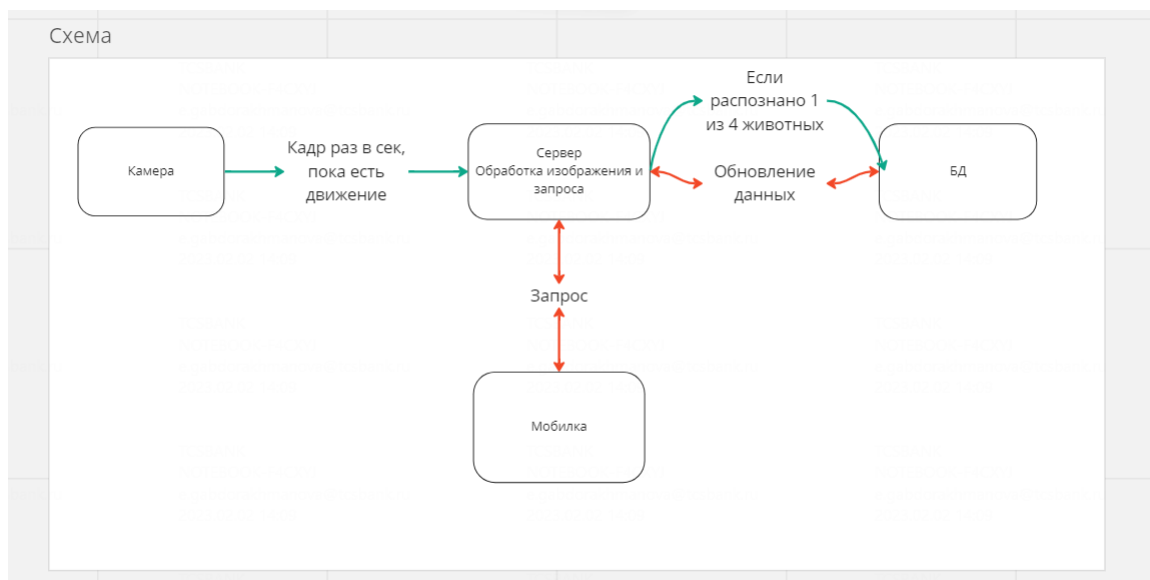 Схема
Если
распознано 1
из 4 животных
Кадр раз в сек,
пока есть
движение
Камера
Сервер
Обработка изображения и
запроса
Обновление
данных
БД
Запрос
Мобилка